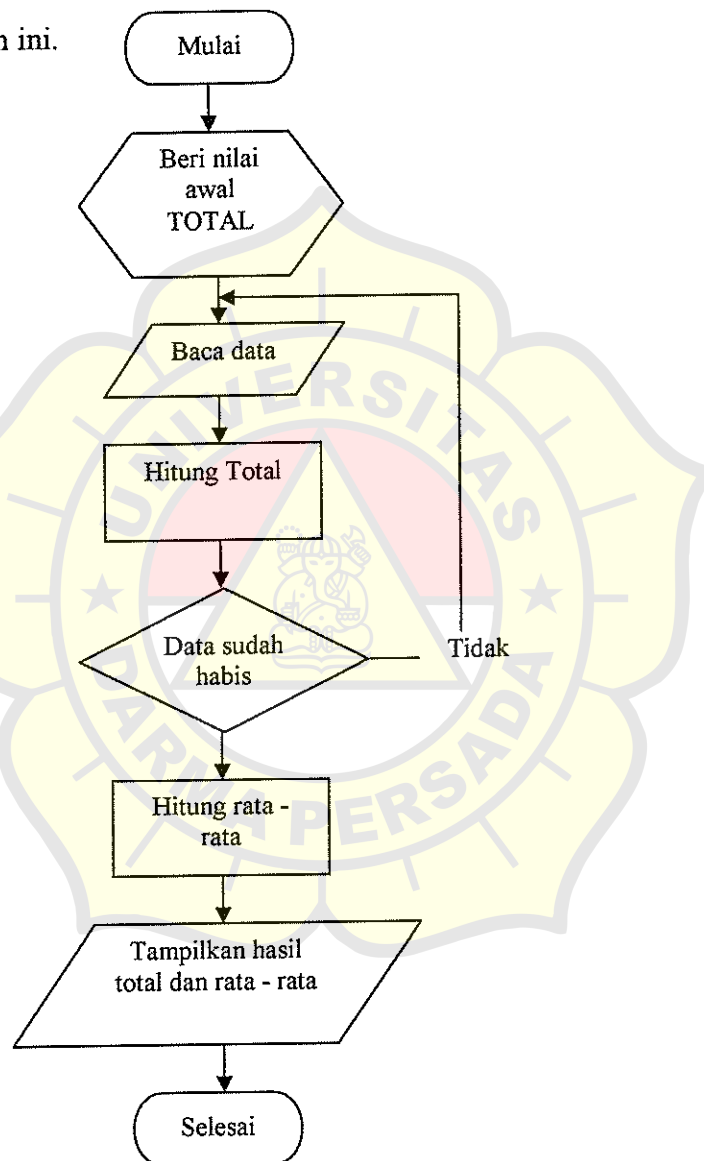 n ini.
Mulai
Beri nilai
awal
TOTAL
Baca data
Hitung Total
Data sudah
habis
Tidak
Hitung rata -
rata
Tampilkan hasil
total dan rata - rata
Selesai
UNIVERSITAS
DARMA PERSADA